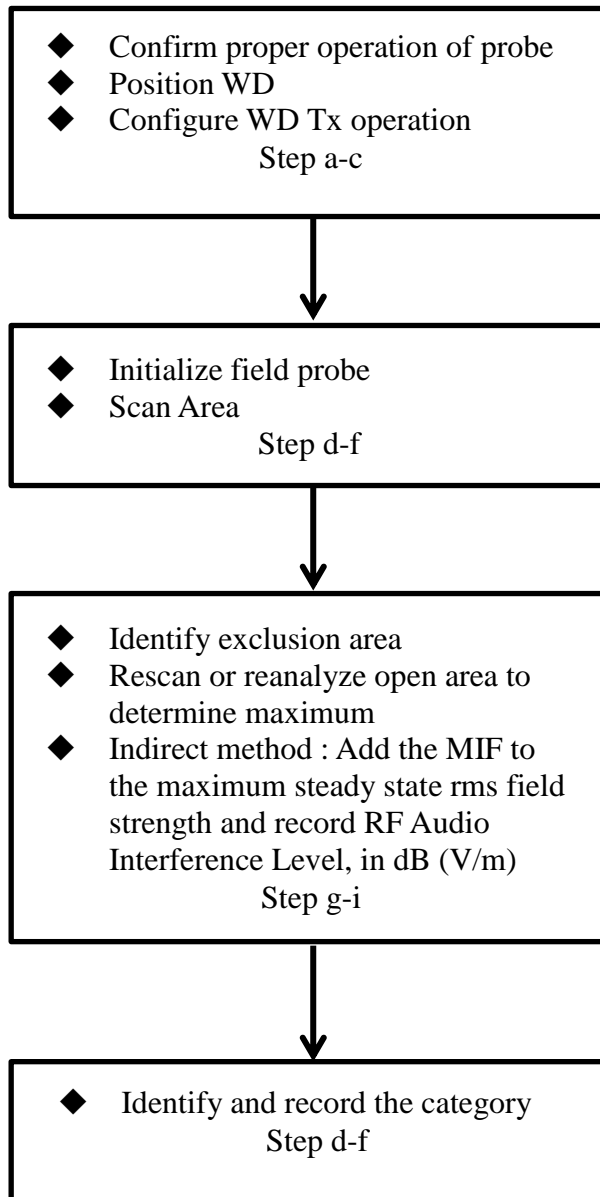 ◆ Confirm proper operation of probe
◆ Position WD
◆ Configure WD Tx operation
Step a-c
◆ Initialize field probe
◆ Scan Area
Step d-f
◆ Identify exclusion area
◆ Rescan or reanalyze open area to
determine maximum
◆ Indirect method : Add the MIF to
the maximum steady state rms field
strength and record RF Audio
Interference Level, in dB (V/m)
Step g-i
◆ Identify and record the category
Step d-f